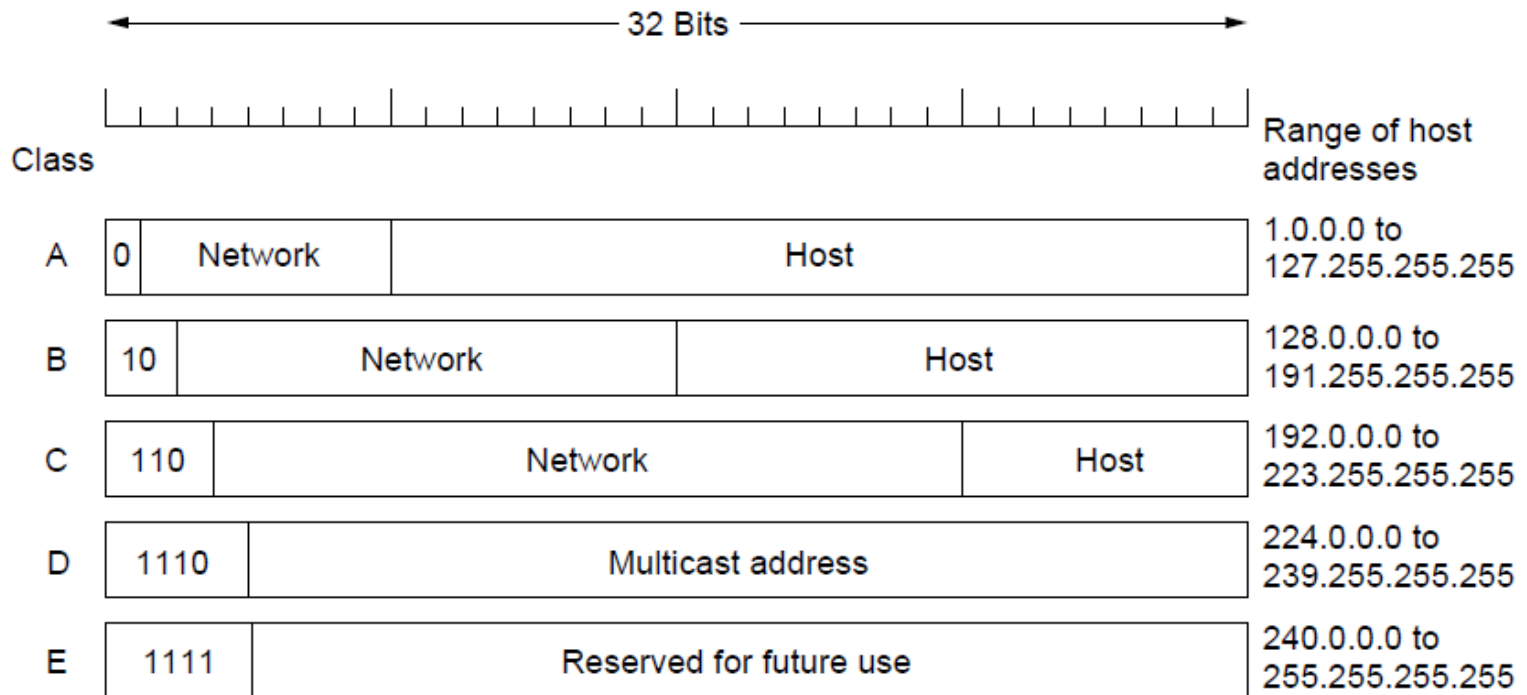 32 Bits
Range of host
addresses
Class
A 0 Network Host 1.0.0.0 to
127.255.255.255
B 10 Network Host 128.0.0.0 to
191.255.255.255
C 110 Network Host 192.0.0.0 to
223.255.255.255
D 1110 Multicast address 224.0.0.0 to
239.255.255.255
E 1111 Reserved for future use 240.0.0.0 to
255.255.255.255